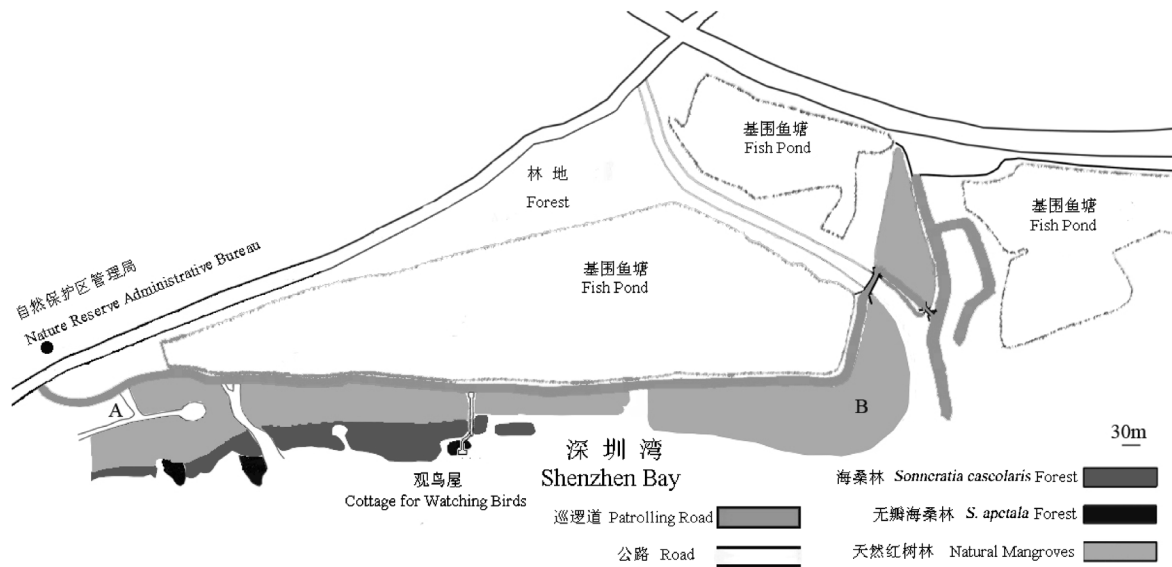 基围鱼塘
Fish Pond
林 地
Forest
基围鱼塘
Fish Pond
自然保护区管理局
Nature Reserve Administrative Bureau
基围鱼塘
Fish Pond
A
B
30m
深 圳 湾
Shenzhen Bay
观鸟屋
Cottage for Watching Birds
海桑林 Sonneratia cascolaris Forest
巡逻道 Patrolling Road
无瓣海桑林 S. apctala Forest
公路 Road
天然红树林 Natural Mangroves